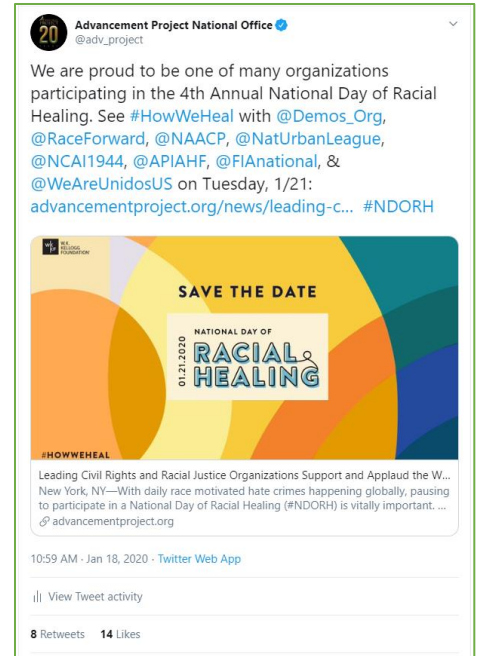 20
Advancement Project National Office
@adv_project
We are proud to be one of many organizations
participating in the 4th Annual National Day of Racial
Healing. See #HowWeHeal with @Demos_Org,
@RaceForward, @NAACP, @NatUrbanLeague,
@NCAI1944, @APIAHF, @FIAnational, &
@WeAreUnidosUS on Tuesday, 1/21:
advancementproject.org/news/leading-c... #NDORH
W.K.
KELLOGG
FOUNDATION
SAVE THE DATE
01.21.2020
NATIONAL DAY OF
RACIAL
HEALING
#HOWWEHEAL
Leading Civil Rights and Racial Justice Organizations Support and Applaud the W...
New York, NY—With daily race motivated hate crimes happening globally, pausing
to participate in a National Day of Racial Healing (#NDORH) is vitally important. ...
advancementproject.org
10:59 AM · Jan 18, 2020 · Twitter Web App
View Tweet activity
8 Retweets 14 Likes